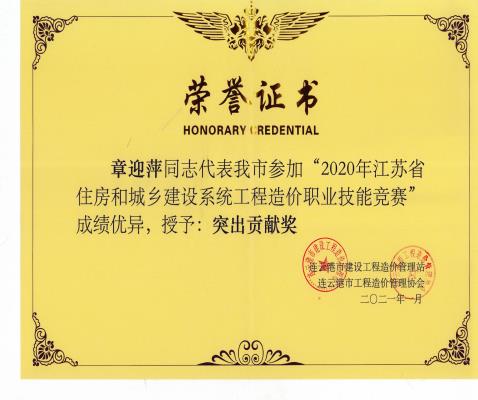 荣誉证书
HONORARY CREDENTIAL
章迎萍同志代表我市参加“2020年江苏省
住房和城乡建设系统工程造价职业技能竞赛”
成绩优异，授予：突出贡献奖
连云港市建设工程造价管理站
连云港市工程造价管理协会
二〇二一年一月